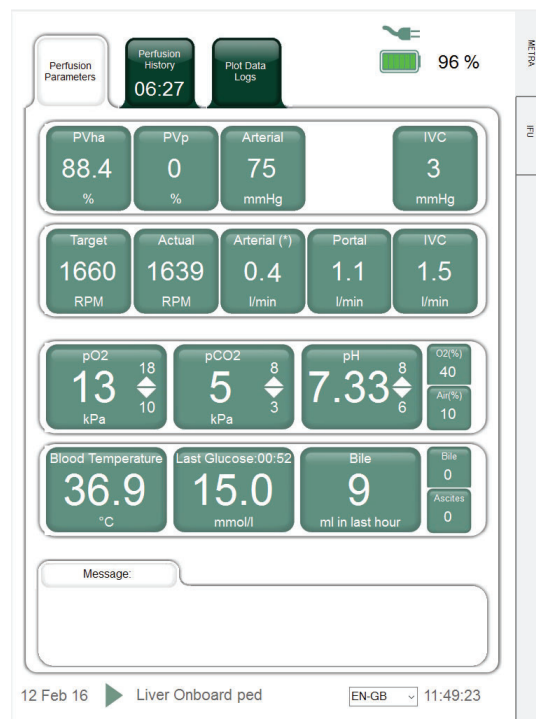 96 %
METRA
IFU
Perfusion
Parameters
Perfusion
History
06:27
Plot Data
Logs
PVha
88.4
%
PVp
0
%
Arterial
75
mmHg
IVC
3
mmHg
Target
1660
RPM
Actual
1639
RPM
Arterial (*)
0.4
l/min
Portal
1.1
l/min
IVC
1.5
l/min
pO2
18
13
10
kPa
pCO2
8
5
3
kPa
pH
8
7.33
6
O2(%)
40
Air(%)
10
Blood Temperature
36.9
°C
Last Glucose:00:52
15.0
mmol/l
Bile
9
ml in last hour
Bile
0
Ascites
0
Message:
12 Feb 16
Liver Onboard ped
EN-GB
11:49:23